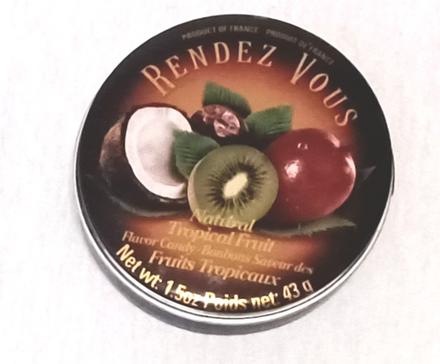 PRODUCT OF FRANCE PRODUIT DE FRANCE
RENDEZ VOUS
Natural
Tropical Fruit
Flavor Candy · Bonbons Saveur des
Fruits Tropicaux
Net wt: 1.5oz Poids net: 43 g